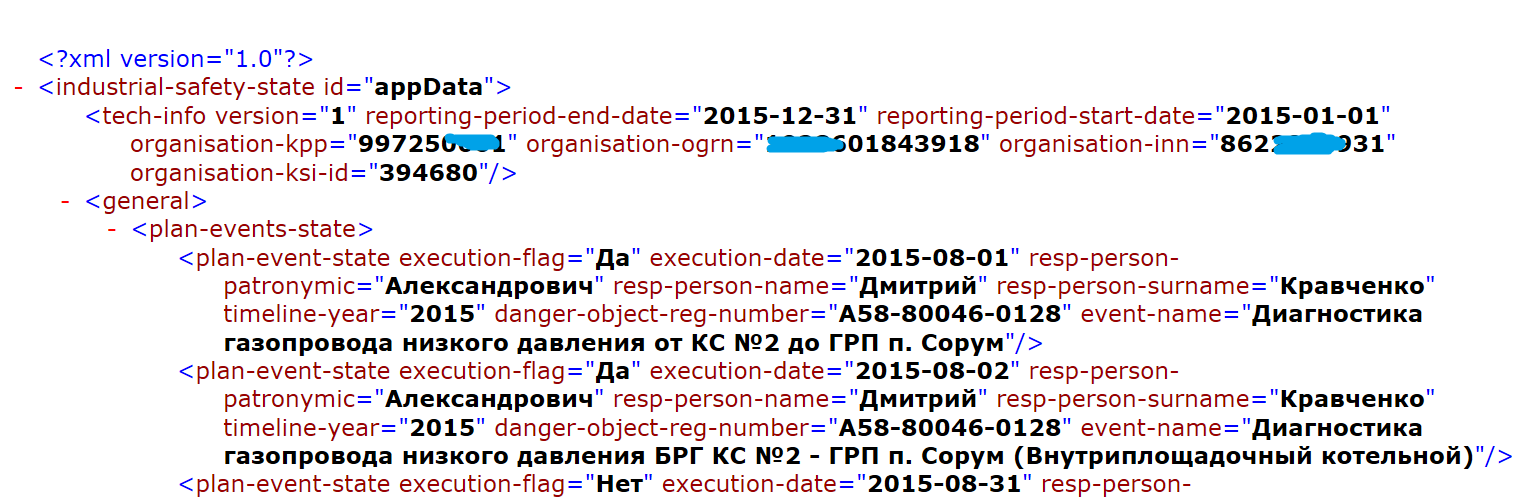 <?xml version="1.0"?>
- <industrial-safety-state id="appData">
<tech-info version="1" reporting-period-end-date="2015-12-31" reporting-period-start-date="2015-01-01"
organisation-kpp="997250 1" organisation-ogrn=" 601843918" organisation-inn="862 931"
organisation-ksi-id="394680"/>
- <general>
- <plan-events-state>
<plan-event-state execution-flag="Да" execution-date="2015-08-01" resp-person-
patronymic="Александрович" resp-person-name="Дмитрий" resp-person-surname="Кравченко"
timeline-year="2015" danger-object-reg-number="А58-80046-0128" event-name="Диагностика
газопровода низкого давления от КС №2 до ГРП п. Сорум"/>
<plan-event-state execution-flag="Да" execution-date="2015-08-02" resp-person-
patronymic="Александрович" resp-person-name="Дмитрий" resp-person-surname="Кравченко"
timeline-year="2015" danger-object-reg-number="А58-80046-0128" event-name="Диагностика
газопровода низкого давления БРГ КС №2 - ГРП п. Сорум (Внутриплощадочный котельной)"/>
<plan-event-state execution-flag="Нет" execution-date="2015-08-31" resp-person-